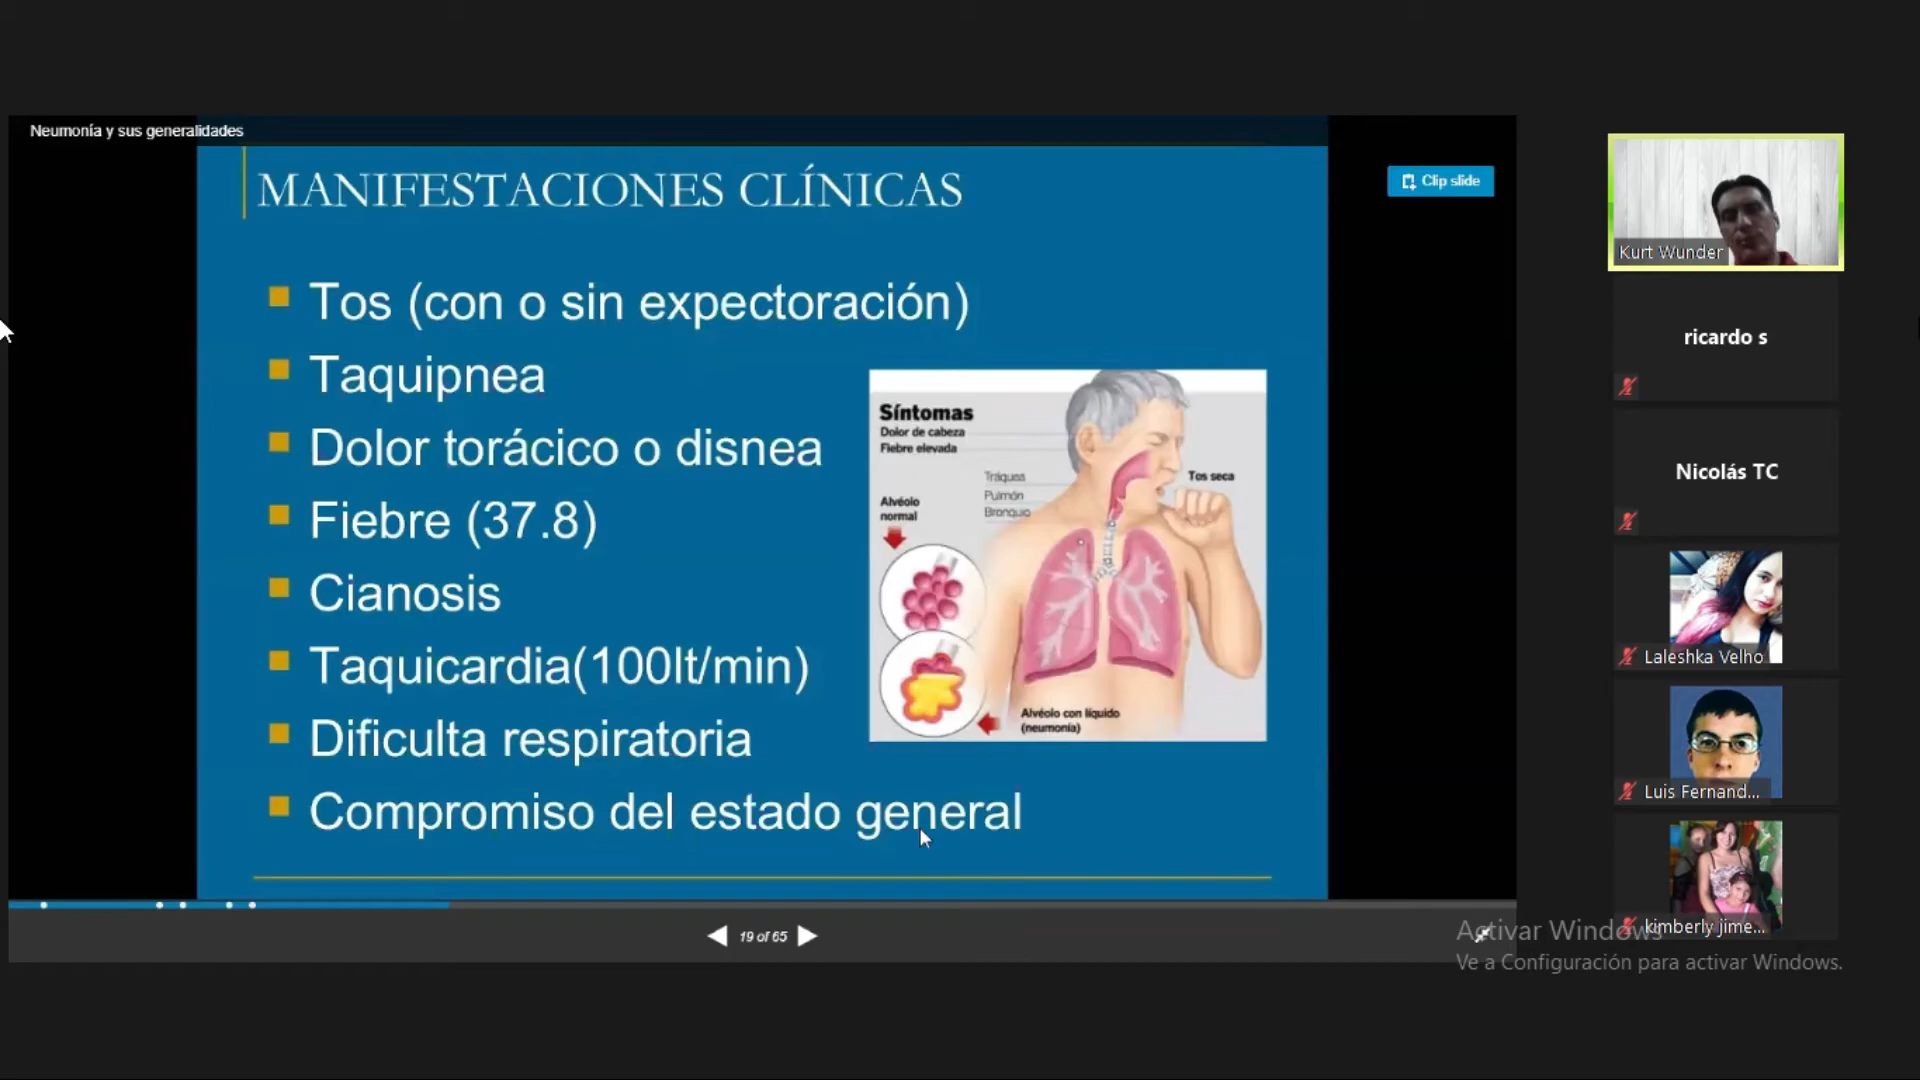 Neumonía y sus generalidades
MANIFESTACIONES CLÍNICAS
Clip slide
Tos (con o sin expectoración)
Taquipnea
Dolor torácico o disnea
Fiebre (37.8)
Cianosis
Taquicardia(100lt/min)
Dificulta respiratoria
Compromiso del estado general
Síntomas
Dolor de cabeza
Fiebre elevada
Tráquea
Pulmón
Bronquio
Tos seca
Alvéolo
normal
Alvéolo con líquido
(neumonía)
19 of 65
Kurt Wunder
ricardo s
Nicolás TC
Laleshka Velho
Luis Fernand...
kimberly jime...
Activar Windows
Ve a Configuración para activar Windows.